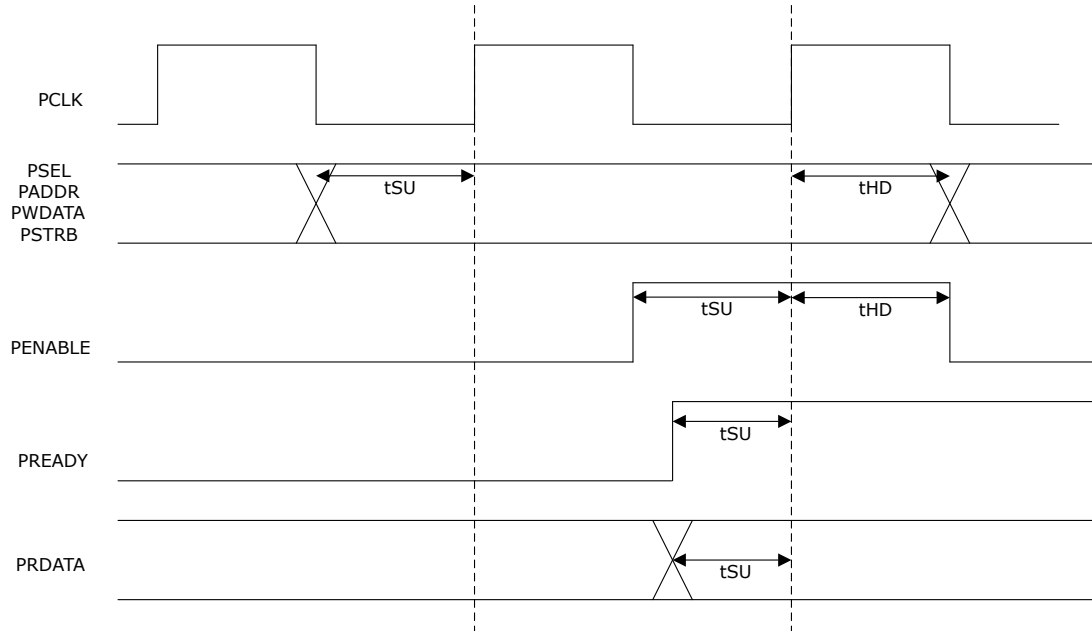 PCLK
PSEL
PADDR
PWDATA
PSTRB
tSU
tHD
PENABLE
tSU
tHD
PREADY
tSU
PRDATA
tSU